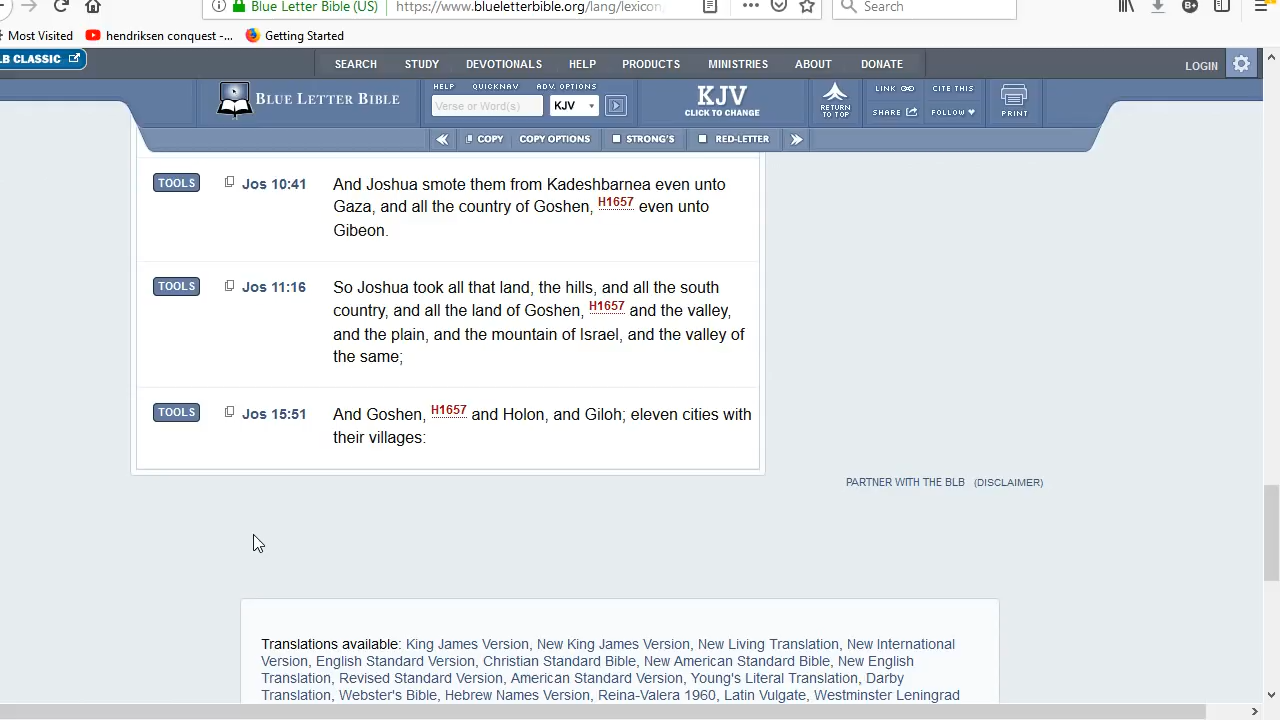 Blue Letter Bible (US) https://www.blueletterbible.org/lang/lexicon Search
Most Visited hendriksen conquest -... Getting Started
LB CLASSIC
SEARCH STUDY DEVOTIONALS HELP PRODUCTS MINISTRIES ABOUT DONATE LOGIN
BLUE LETTER BIBLE
HELP QUICKNAV ADV. OPTIONS
Verse or Word(s) KJV
KJV
CLICK TO CHANGE
RETURN TO TOP
LINK CITE THIS
SHARE FOLLOW
PRINT
COPY COPY OPTIONS STRONG'S RED-LETTER
TOOLS Jos 10:41 And Joshua smote them from Kadeshbarnea even unto
Gaza, and all the country of Goshen, H1657 even unto
Gibeon.
TOOLS Jos 11:16 So Joshua took all that land, the hills, and all the south
country, and all the land of Goshen, H1657 and the valley,
and the plain, and the mountain of Israel, and the valley of
the same;
TOOLS Jos 15:51 And Goshen, H1657 and Holon, and Giloh; eleven cities with
their villages:
PARTNER WITH THE BLB (DISCLAIMER)
Translations available: King James Version, New King James Version, New Living Translation, New International
Version, English Standard Version, Christian Standard Bible, New American Standard Bible, New English
Translation, Revised Standard Version, American Standard Version, Young's Literal Translation, Darby
Translation, Webster's Bible, Hebrew Names Version, Reina-Valera 1960, Latin Vulgate, Westminster Leningrad